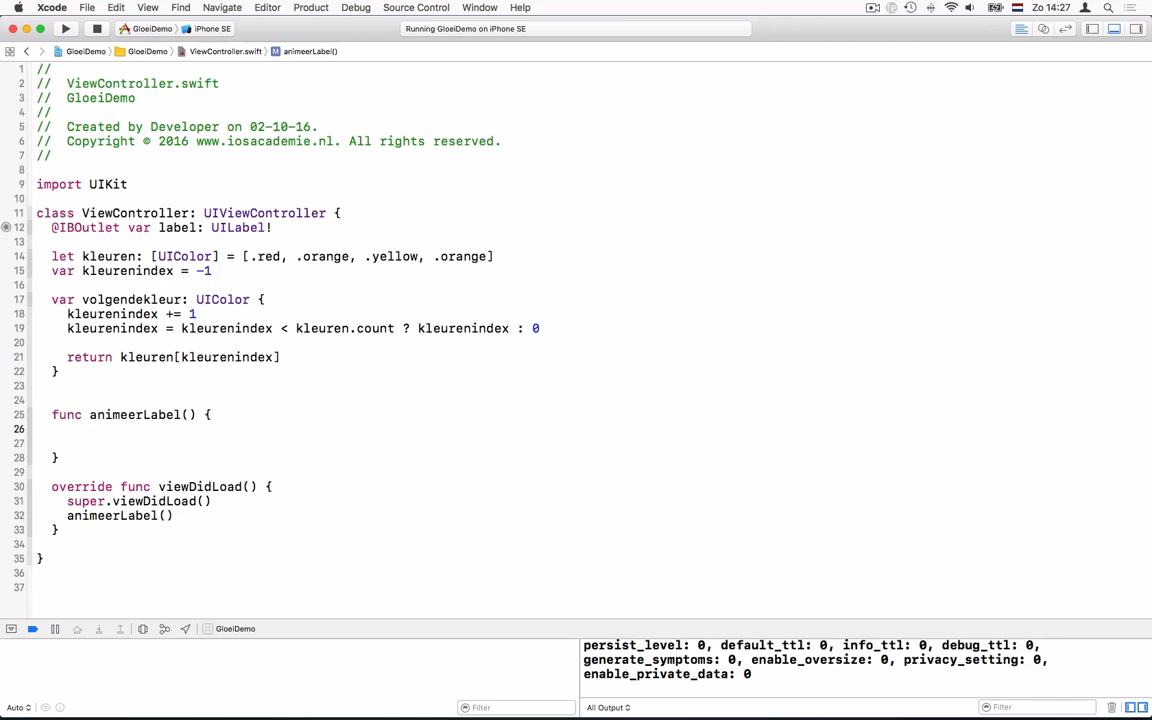 Xcode File Edit View Find Navigate Editor Product Debug Source Control Window Help Zo 14:27
GloeiDemo iPhone SE Running GloeiDemo on iPhone SE
GloeiDemo GloeiDemo ViewController.swift M animeerLabel()
1 //
2 // ViewController.swift
3 // GloeiDemo
4 //
5 // Created by Developer on 02-10-16.
6 // Copyright © 2016 www.iosacademie.nl. All rights reserved.
7 //
8
9 import UIKit
10
11 class ViewController: UIViewController {
12 @IBOutlet var label: UILabel!
13
14 let kleuren: [UIColor] = [.red, .orange, .yellow, .orange]
15 var kleurenindex = -1
16
17 var volgendekleur: UIColor {
18 kleurenindex += 1
19 kleurenindex = kleurenindex < kleuren.count ? kleurenindex : 0
20
21 return kleuren[kleurenindex]
22 }
23
24
25 func animeerLabel() {
26
27
28 }
29
30 override func viewDidLoad() {
31 super.viewDidLoad()
32 animeerLabel()
33 }
34
35 }
36
37
GloeiDemo
persist_level: 0, default_ttl: 0, info_ttl: 0, debug_ttl: 0,
generate_symptoms: 0, enable_oversize: 0, privacy_setting: 0,
enable_private_data: 0
Auto Filter All Output Filter